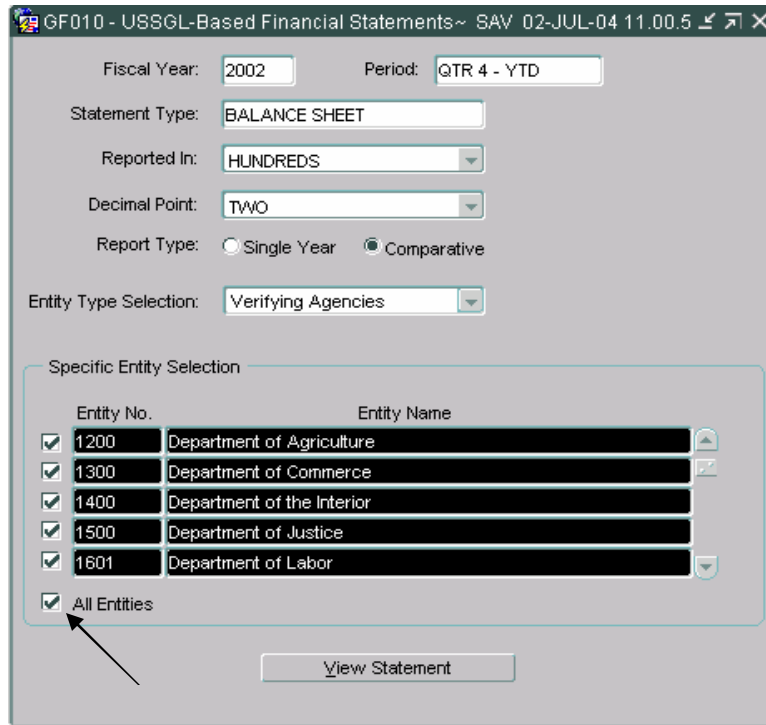 GF010 - USSGL-Based Financial Statements~ SAV 02-JUL-04 11.00.5
Fiscal Year: 2002 Period: QTR 4 - YTD
Statement Type: BALANCE SHEET
Reported In: HUNDREDS
Decimal Point: TWO
Report Type: Single Year Comparative
Entity Type Selection: Verifying Agencies
Specific Entity Selection
Entity No. Entity Name
1200 Department of Agriculture
1300 Department of Commerce
1400 Department of the Interior
1500 Department of Justice
1601 Department of Labor
All Entities
View Statement